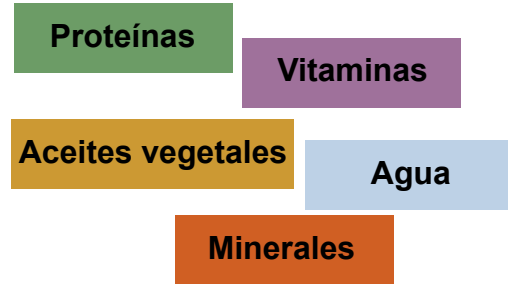 Proteínas
Vitaminas
Aceites vegetales
Agua
Minerales